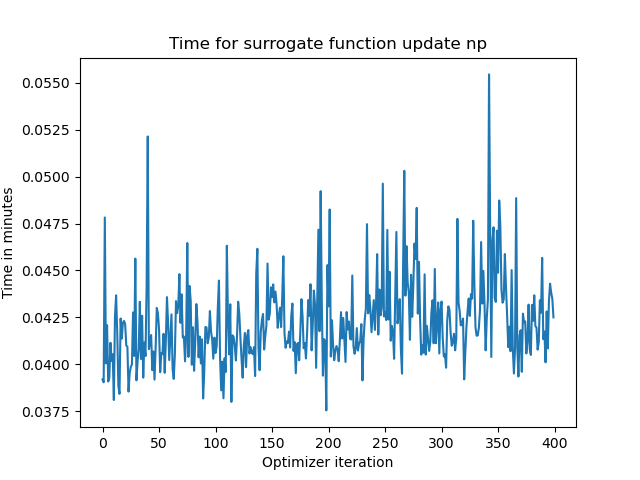 Time for surrogate function update np
Time in minutes
0.0550
0.0525
0.0500
0.0475
0.0450
0.0425
0.0400
0.0375
0 50 100 150 200 250 300 350 400
Optimizer iteration